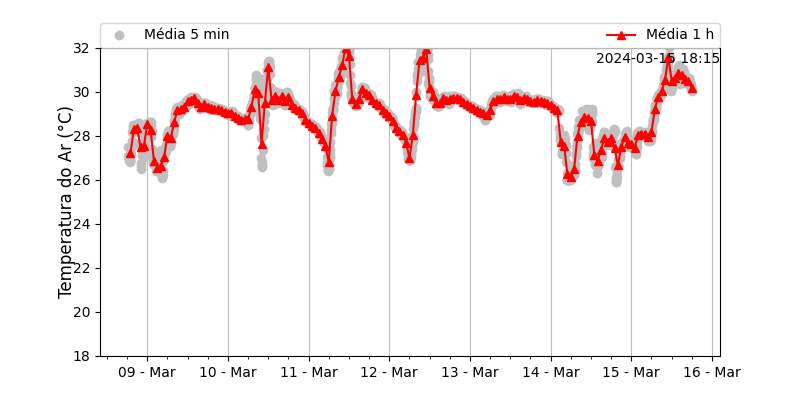 Média 5 min
Média 1 h
2024-03-15 18:15
Temperatura do Ar (°C)
32
30
28
26
24
22
20
18
09 - Mar
10 - Mar
11 - Mar
12 - Mar
13 - Mar
14 - Mar
15 - Mar
16 - Mar